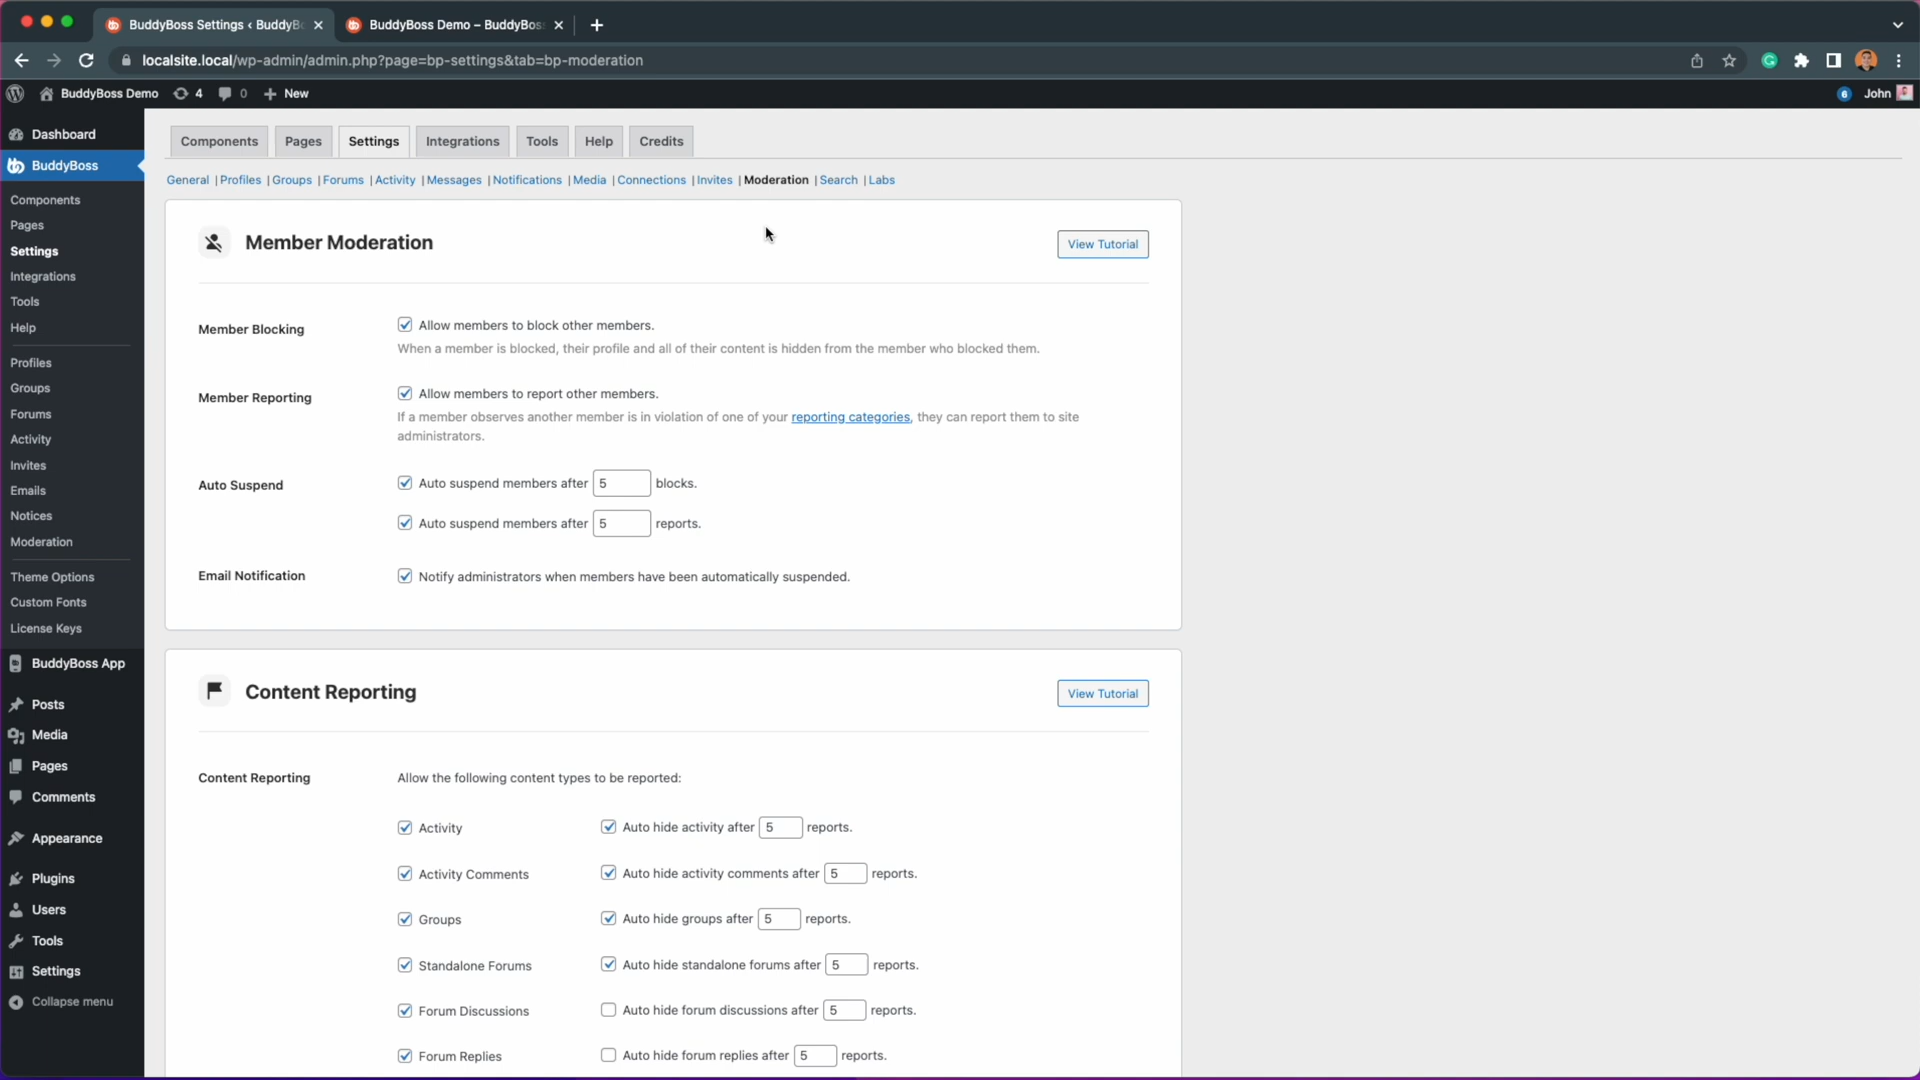 BuddyBoss Settings ‹ BuddyB
BuddyBoss Demo – BuddyBos
localsite.local/wp-admin/admin.php?page=bp-settings&tab=bp-moderation
BuddyBoss Demo 4 0 New
6 John
Dashboard
BuddyBoss
Components
Pages
Settings
Integrations
Tools
Help
Profiles
Groups
Forums
Activity
Invites
Emails
Notices
Moderation
Theme Options
Custom Fonts
License Keys
BuddyBoss App
Posts
Media
Pages
Comments
Appearance
Plugins
Users
Tools
Settings
Collapse menu
Components Pages Settings Integrations Tools Help Credits
General | Profiles | Groups | Forums | Activity | Messages | Notifications | Media | Connections | Invites | Moderation | Search | Labs
Member Moderation
View Tutorial
Member Blocking
Allow members to block other members.
When a member is blocked, their profile and all of their content is hidden from the member who blocked them.
Member Reporting
Allow members to report other members.
If a member observes another member is in violation of one of your reporting categories, they can report them to site
administrators.
Auto Suspend
Auto suspend members after 5 blocks.
Auto suspend members after 5 reports.
Email Notification
Notify administrators when members have been automatically suspended.
Content Reporting
View Tutorial
Content Reporting
Allow the following content types to be reported:
Activity Auto hide activity after 5 reports.
Activity Comments Auto hide activity comments after 5 reports.
Groups Auto hide groups after 5 reports.
Standalone Forums Auto hide standalone forums after 5 reports.
Forum Discussions Auto hide forum discussions after 5 reports.
Forum Replies Auto hide forum replies after 5 reports.